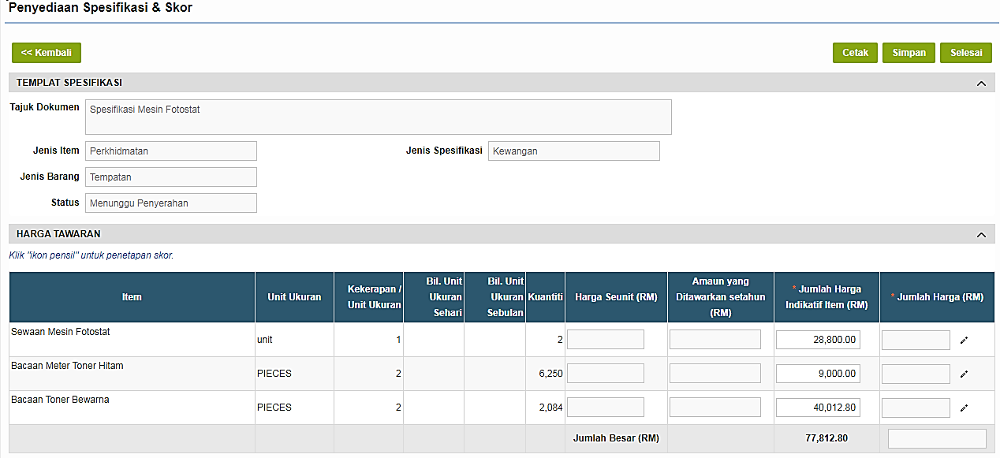 Penyediaan Spesifikasi & Skor
<< Kembali
Cetak
Simpan
Selesai
TEMPLAT SPESIFIKASI
Tajuk Dokumen
Spesifikasi Mesin Fotostat
Jenis Item
Perkhidmatan
Jenis Spesifikasi
Kewangan
Jenis Barang
Tempatan
Status
Menunggu Penyerahan
HARGA TAWARAN
Klik "ikon pensil" untuk penetapan skor.
Item
Unit Ukuran
Kekerapan /
Unit Ukuran
Bil. Unit
Ukuran
Sehari
Bil. Unit
Ukuran
Sebulan
Kuantiti
Harga Seunit (RM)
Amaun yang
Ditawarkan setahun
(RM)
* Jumlah Harga
Indikatif Item (RM)
* Jumlah Harga (RM)
Sewaan Mesin Fotostat
unit
1
2
28,800.00
Bacaan Meter Toner Hitam
PIECES
2
6,250
9,000.00
Bacaan Toner Bewarna
PIECES
2
2,084
40,012.80
Jumlah Besar (RM)
77,812.80